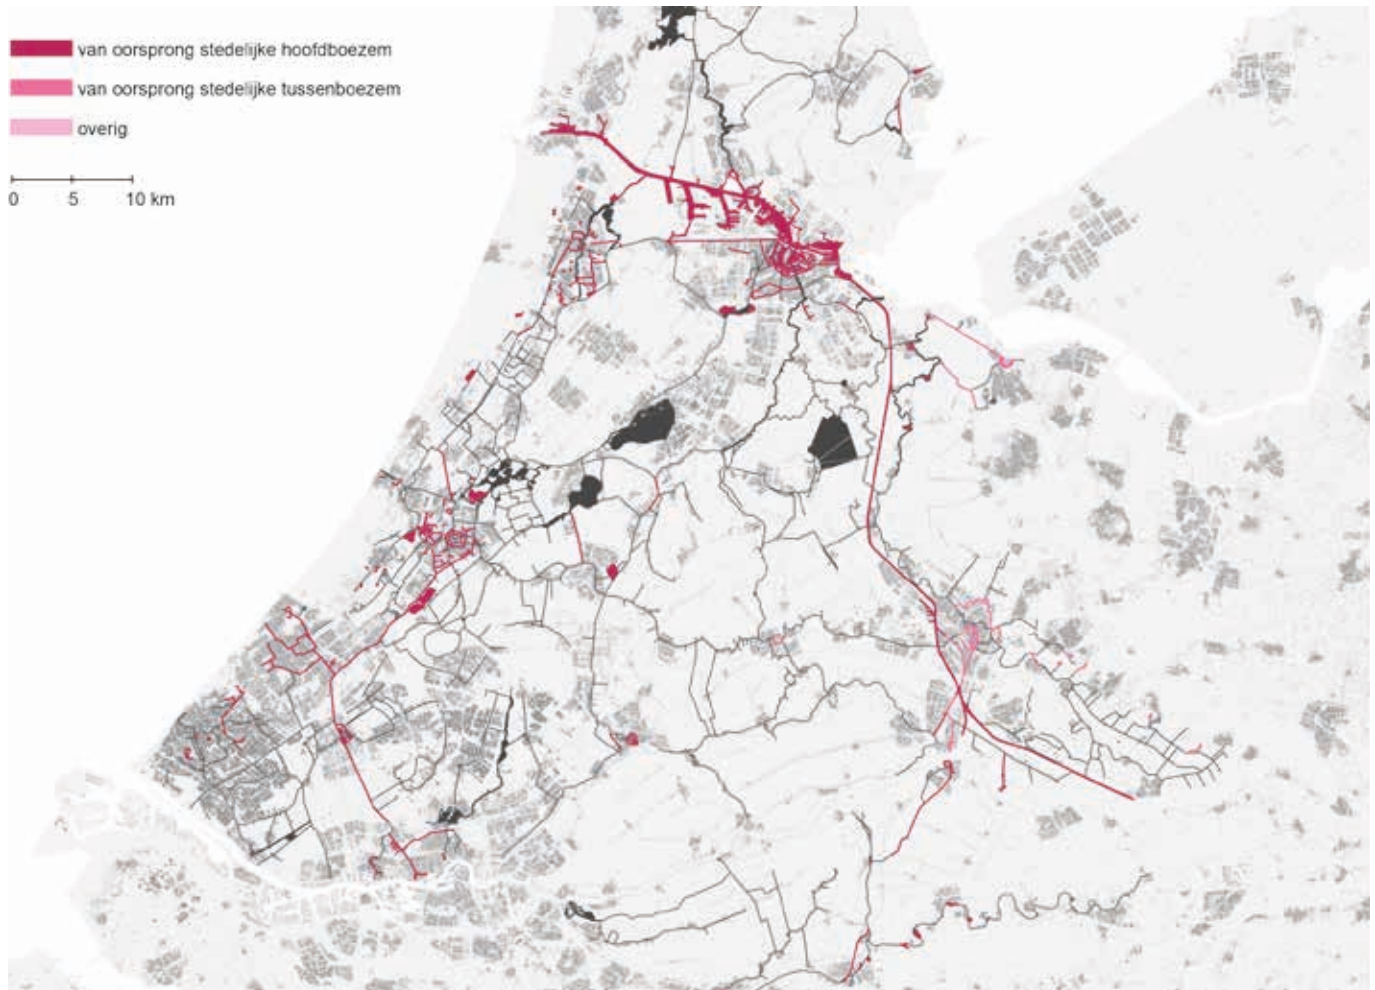 van oorsprong stedelijke hoofdboezem
van oorsprong stedelijke tussenboezem
overig
0 5 10 km